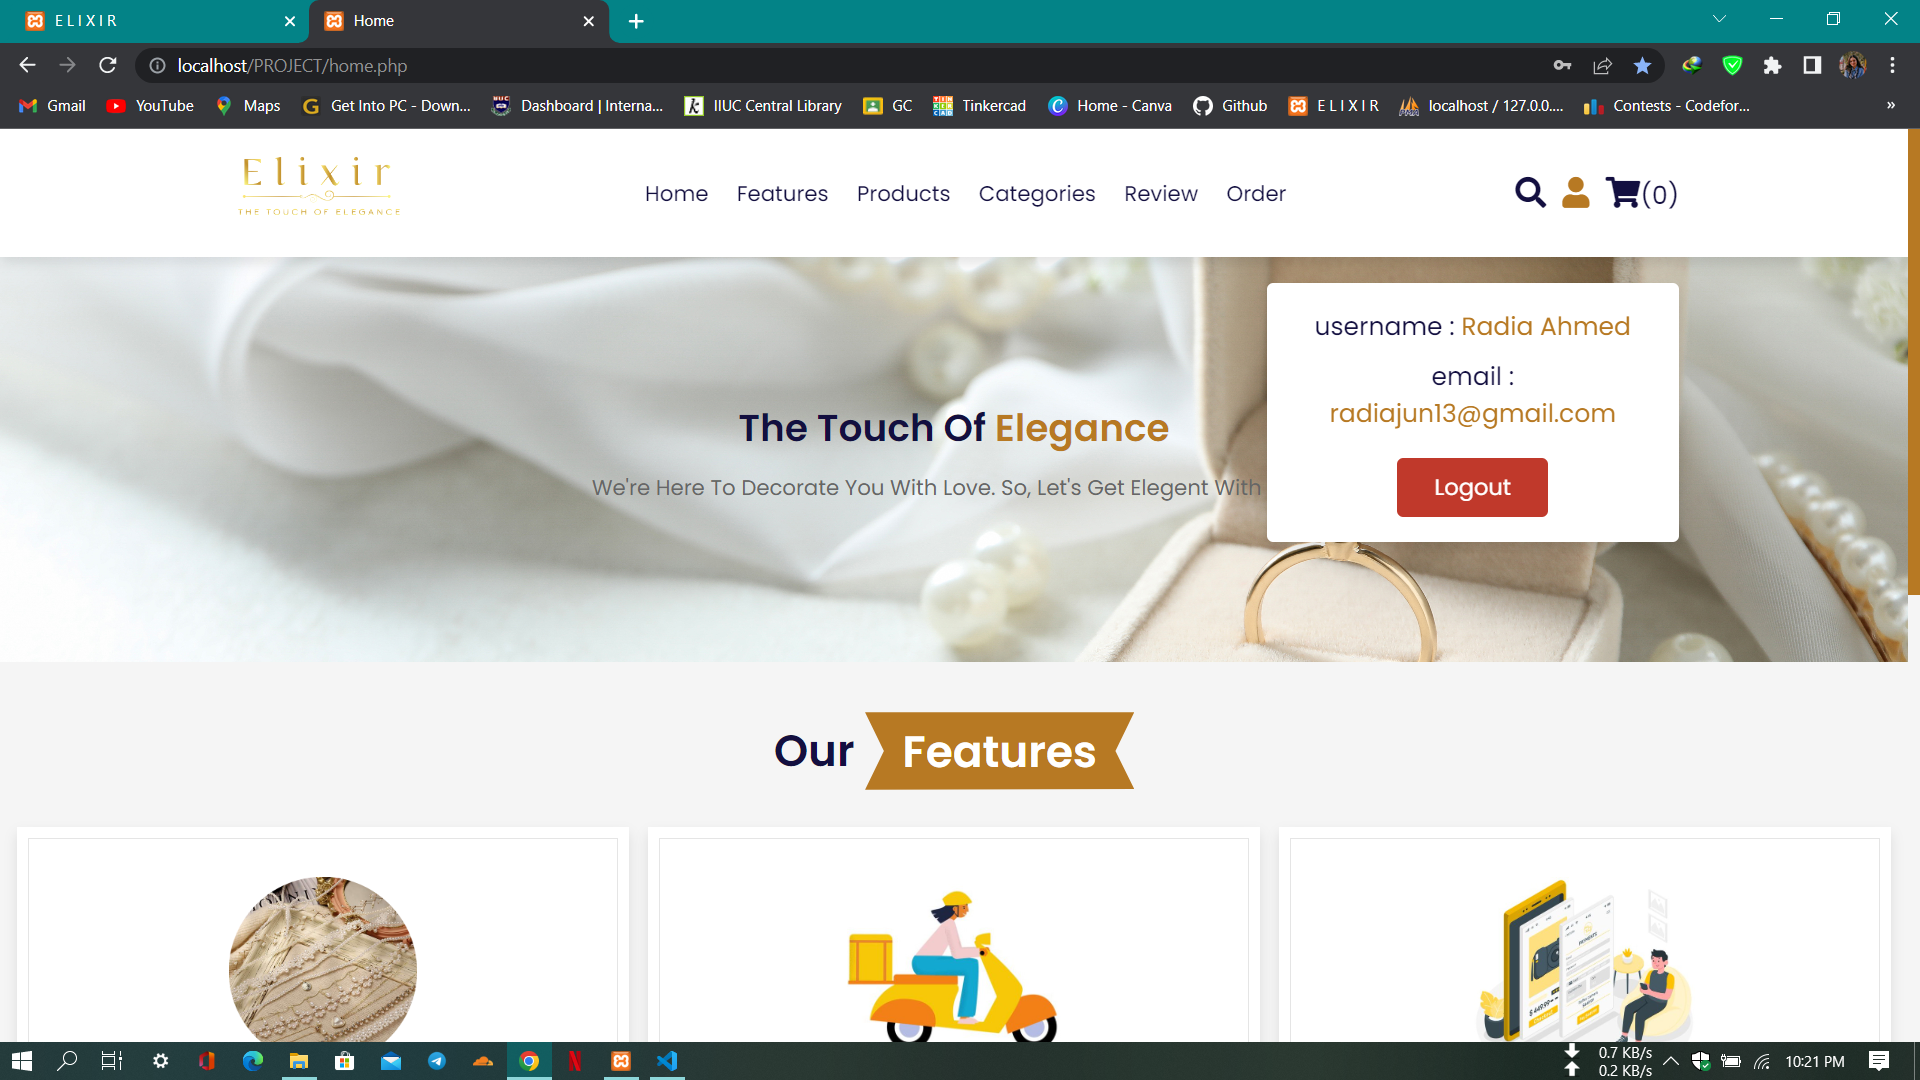 E L I X I R
Home
localhost/PROJECT/home.php
Gmail
YouTube
Maps
Get Into PC - Down...
Dashboard | Interna...
IIUC Central Library
GC
Tinkercad
Home - Canva
Github
E L I X I R
localhost / 127.0.0....
Contests - Codefor...
»
Elixir
THE TOUCH OF ELEGANCE
Home
Features
Products
Categories
Review
Order
(0)
username : Radia Ahmed
email :
radiajun13@gmail.com
Logout
The Touch Of Elegance
We're Here To Decorate You With Love. So, Let's Get Elegent With
Our Features
0.7 KB/s
0.2 KB/s
10:21 PM